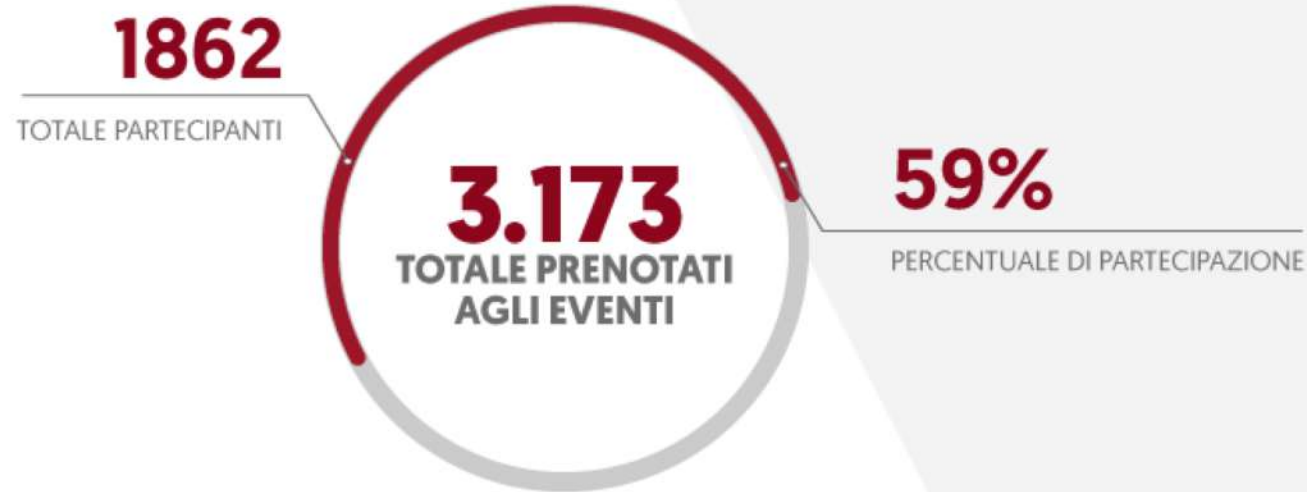 1862
TOTALE PARTECIPANTI
3.173
TOTALE PRENOTATI
AGLI EVENTI
59%
PERCENTUALE DI PARTECIPAZIONE